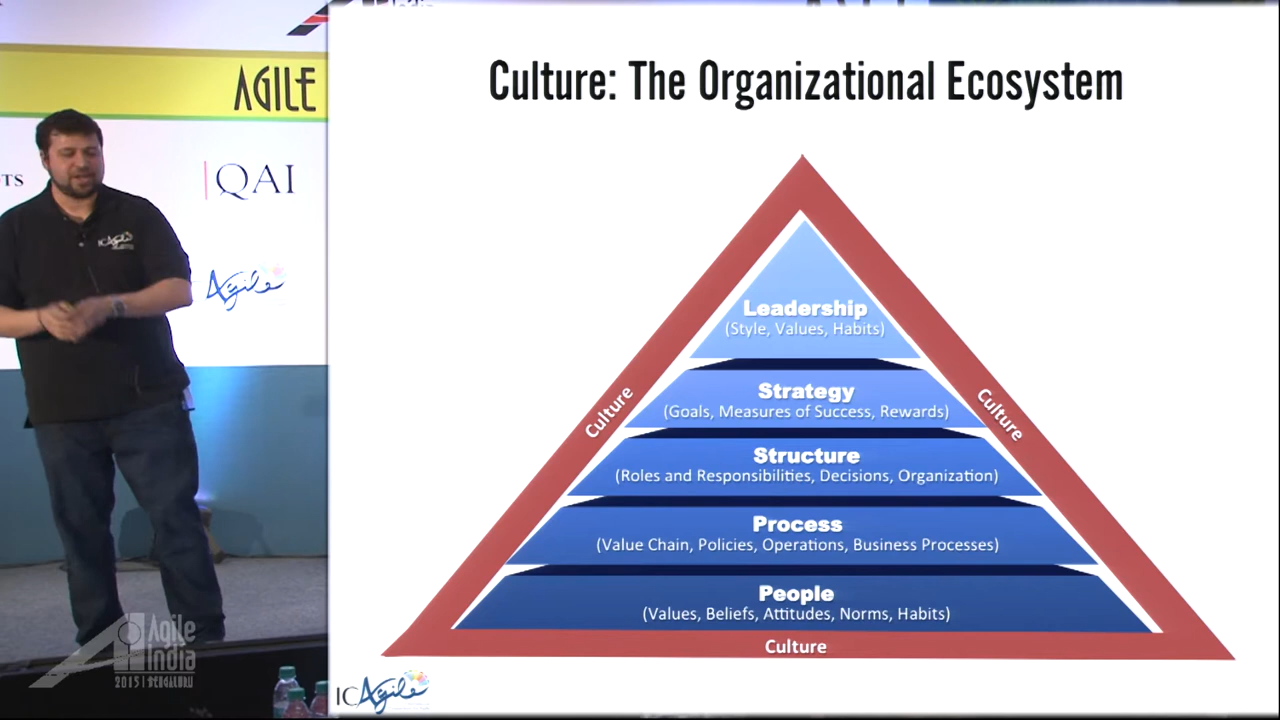 AGILE
TS
QAI
Agile
ICAgile
Agile
India
2015 | BENGALURU
Culture: The Organizational Ecosystem
Leadership
(Style, Values, Habits)
Strategy
(Goals, Measures of Success, Rewards)
Structure
(Roles and Responsibilities, Decisions, Organization)
Process
(Value Chain, Policies, Operations, Business Processes)
People
(Values, Beliefs, Attitudes, Norms, Habits)
Culture
Culture
Culture
ICAgile